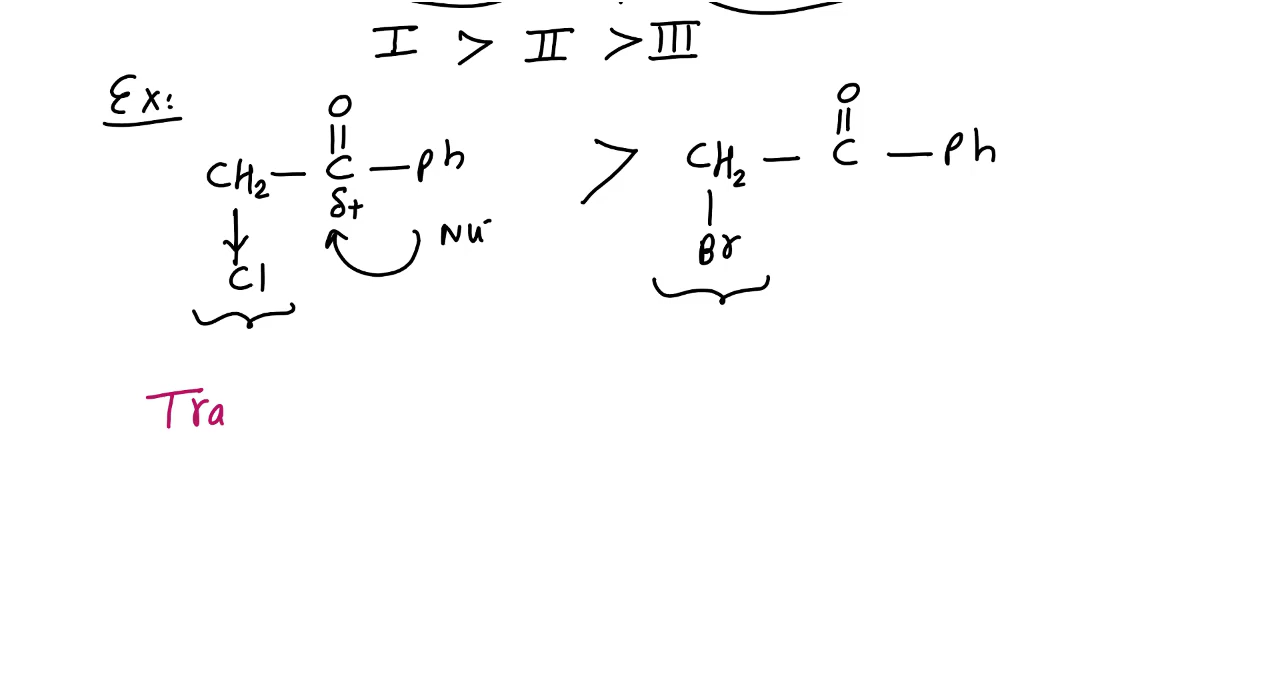 I > II > III
Ex:
O O
|| ||
CH₂ — C — Ph > CH₂ — C — Ph
δ+ |
Nu⁻ Br
Cl
Tra